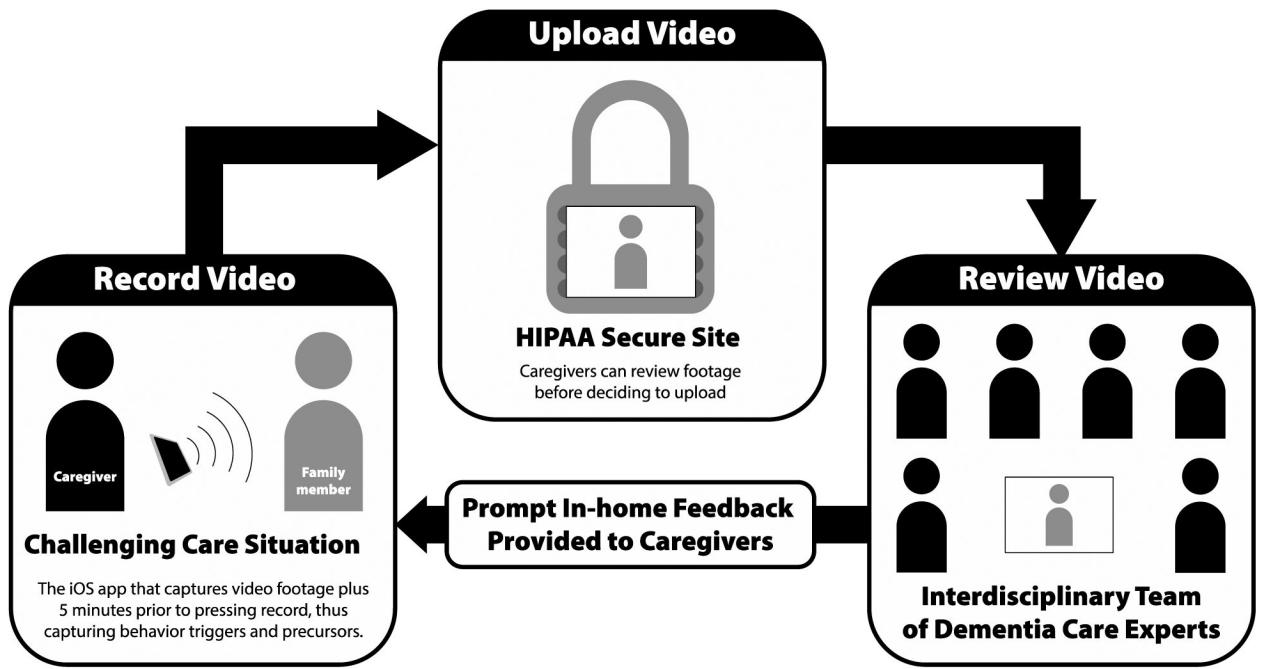 Upload Video
HIPAA Secure Site
Caregivers can review footage
before deciding to upload
Record Video
Caregiver
Family
member
Challenging Care Situation
The iOS app that captures video footage plus
5 minutes prior to pressing record, thus
capturing behavior triggers and precursors.
Review Video
Interdisciplinary Team
of Dementia Care Experts
Prompt In-home Feedback
Provided to Caregivers